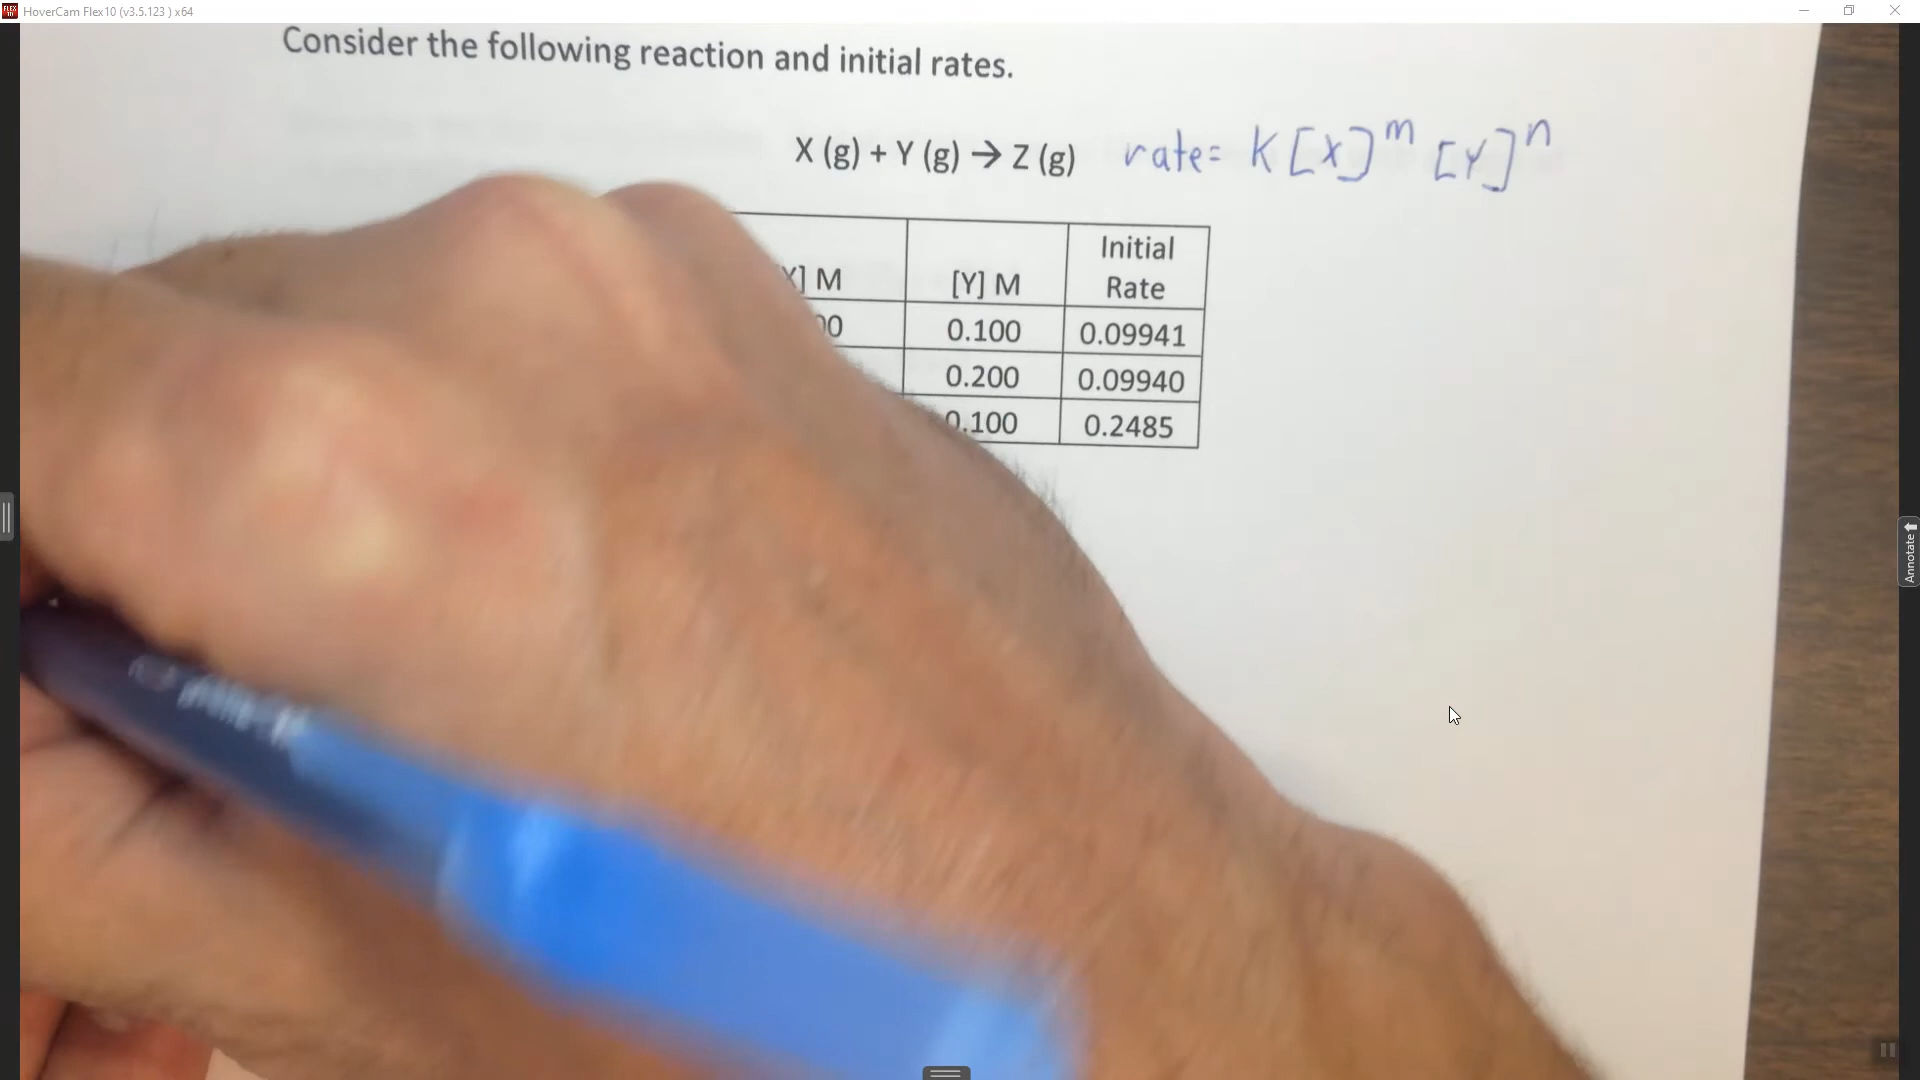 HoverCam Flex10 (v3.5.123 ) x64
Consider the following reaction and initial rates.
X (g) + Y (g) → Z (g) rate= K[X]^m [Y]^n
X] M [Y] M Initial Rate
00 0.100 0.09941
0.200 0.09940
0.100 0.2485
Annotate